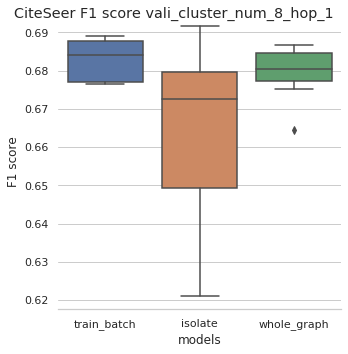 CiteSeer F1 score vali_cluster_num_8_hop_1
0.69
0.68
0.67
0.66
0.65
0.64
0.63
0.62
F1 score
train_batch isolate whole_graph
models